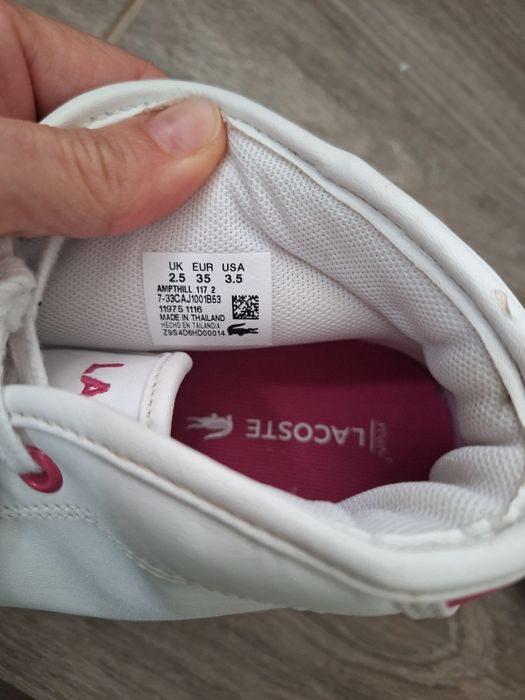 UK EUR USA
2.5 35 3.5
AMPTHILL 117 2
7-33CAJ1001B53
11975 1116
MADE IN THAILAND
HECHO EN TAILANDIA
Z9S4D6HD00014
LA
LACOSTE